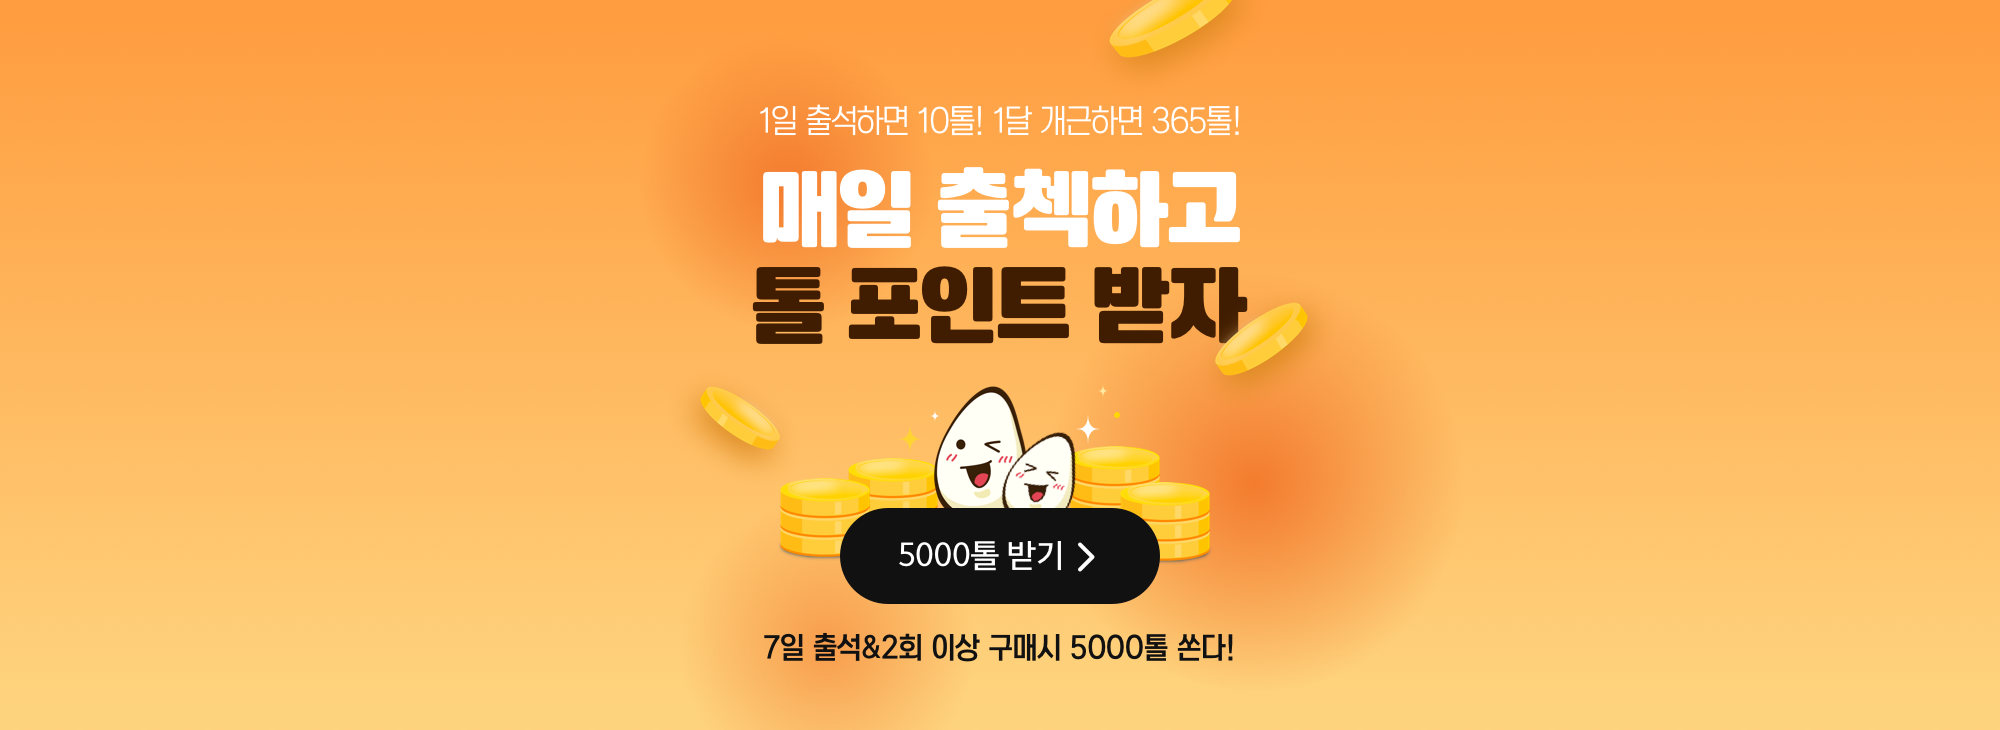 1일 출석하면 10톨! 1달 개근하면 365톨!
매일 출첵하고
톨 포인트 받자
5000톨 받기
7일 출석&2회 이상 구매시 5000톨 쏜다!